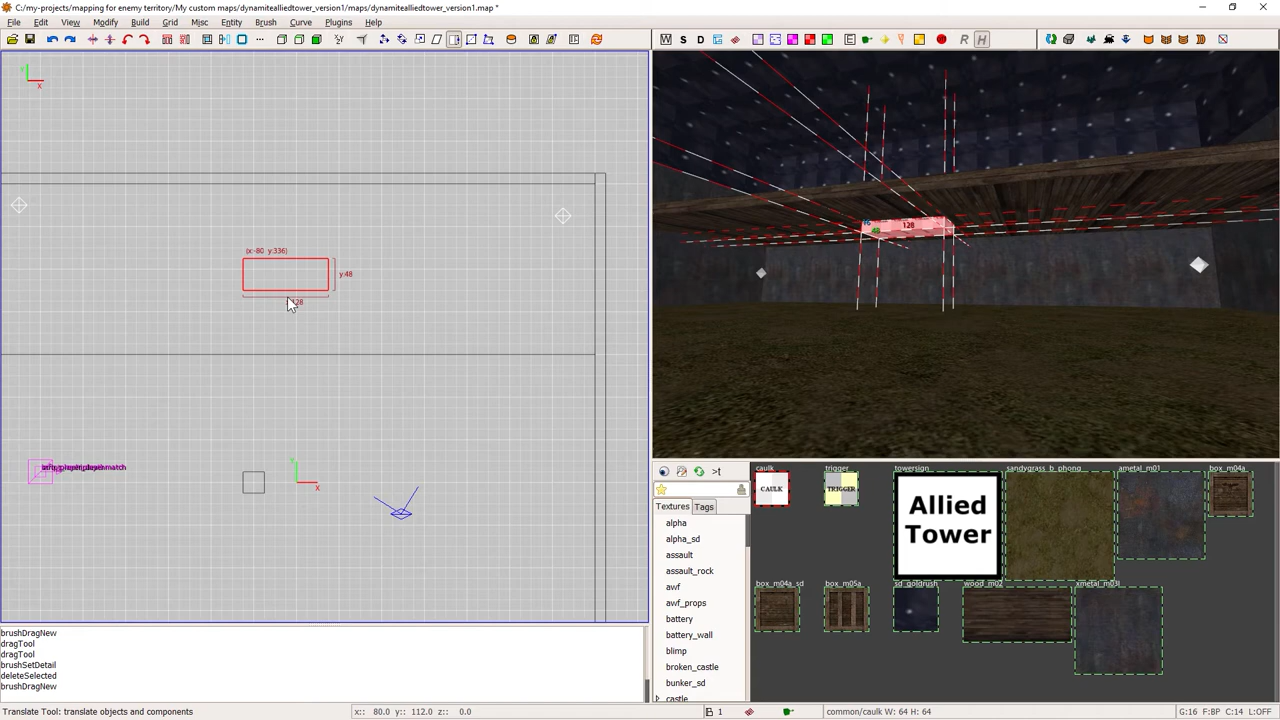 C:/my-projects/mapping for enemy territory/My custom maps/dynamitealliedtower_version1/maps/dynamitealliedtower_version1.map *
File Edit View Modify Build Grid Misc Entity Brush Curve Plugins Help
W S D E R H
Y
X
(x:-80 y:336)
y:48
Y
X
128
>t
Textures Tags
alpha
alpha_sd
assault
assault_rock
awf
awf_props
battery
battery_wall
blimp
broken_castle
bunker_sd
castle
caulk trigger towersign sandygrass_b_phong ametal_m01 box_m04a
CAULK
TRIGGER
Allied
Tower
box_m04a_sd box_m05a sd_goldrush wood_m02 xmetal_m03
brushDragNew
dragTool
dragTool
brushSetDetail
deleteSelected
brushDragNew
Translate Tool: translate objects and components x:: 80.0 y:: 112.0 z:: 0.0 1 common/caulk W: 64 H: 64 G:16 F:BP C:14 L:OFF